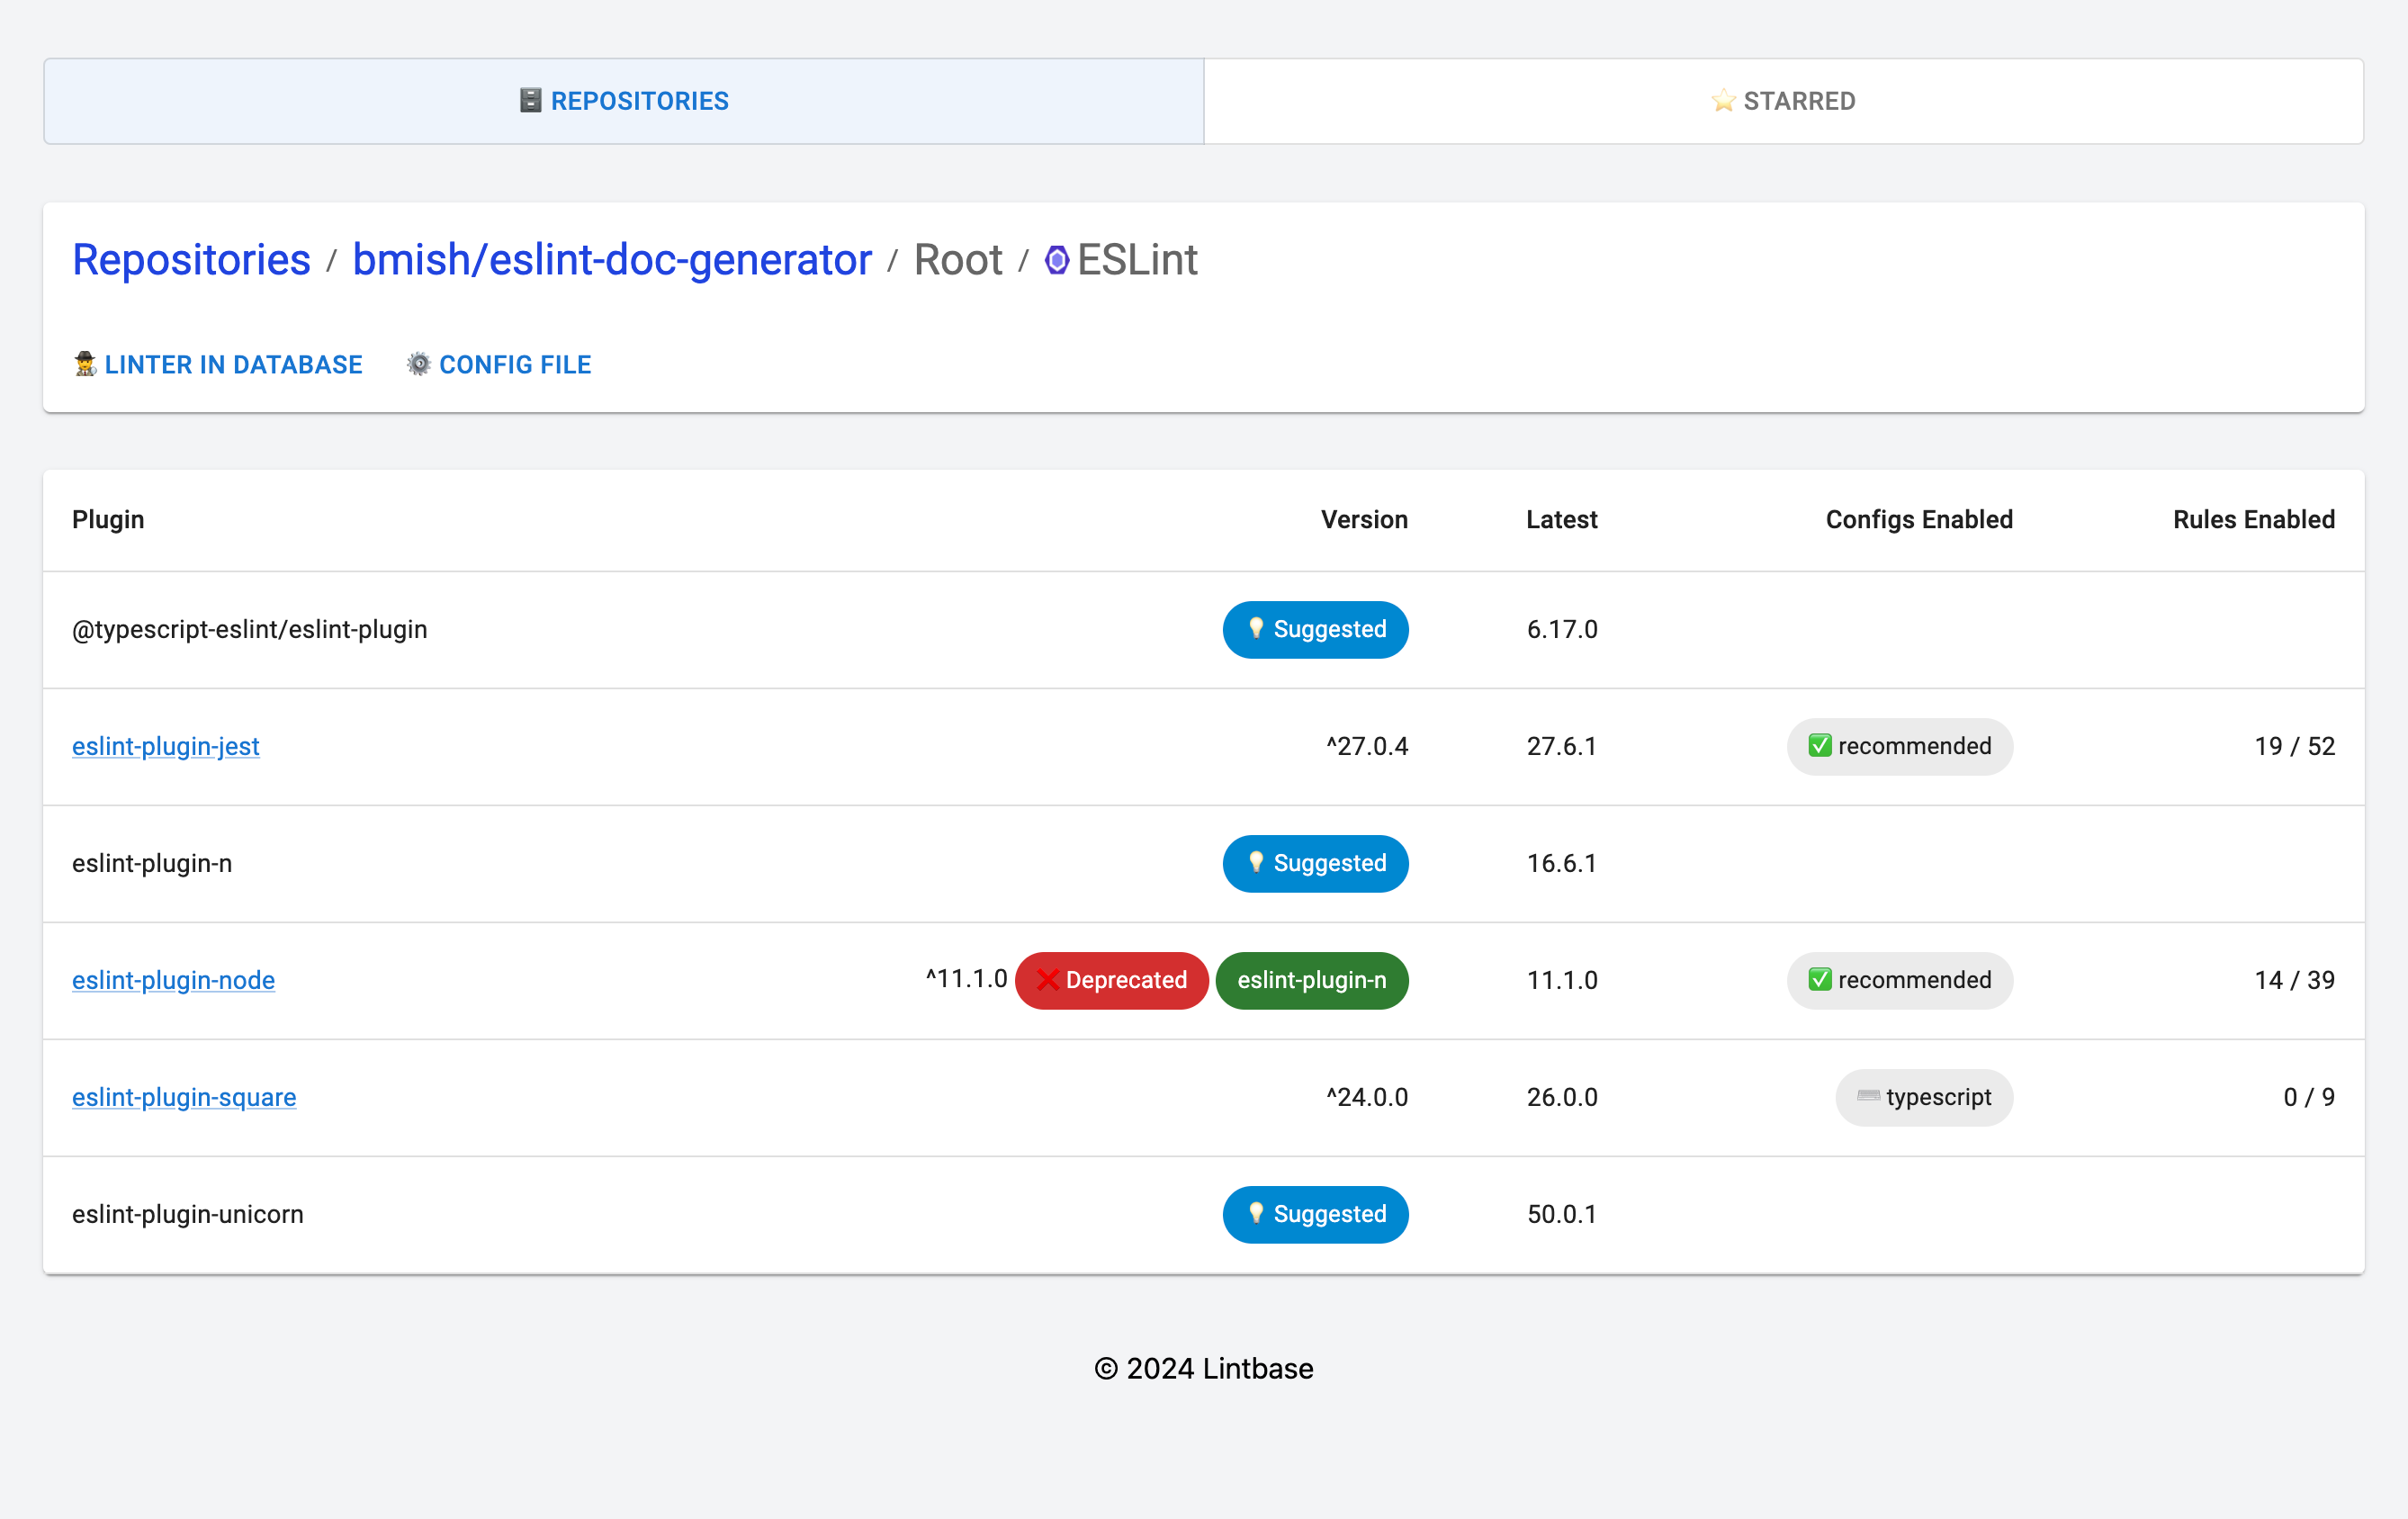 🗄️ REPOSITORIES ⭐ STARRED
Repositories / bmish/eslint-doc-generator / Root / ESLint
🕵️ LINTER IN DATABASE ⚙️ CONFIG FILE
Plugin Version Latest Configs Enabled Rules Enabled
@typescript-eslint/eslint-plugin 💡 Suggested 6.17.0
eslint-plugin-jest ^27.0.4 27.6.1 ✅ recommended 19 / 52
eslint-plugin-n 💡 Suggested 16.6.1
eslint-plugin-node ^11.1.0 ❌ Deprecated eslint-plugin-n 11.1.0 ✅ recommended 14 / 39
eslint-plugin-square ^24.0.0 26.0.0 ⌨️ typescript 0 / 9
eslint-plugin-unicorn 💡 Suggested 50.0.1
© 2024 Lintbase